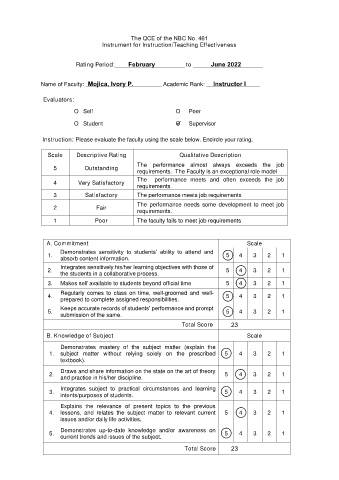 The QCE of the NBC No. 461
Instrument for Instruction/Teaching Effectiveness
Rating Period: February to June 2022
Name of Faculty: Mojica, Ivory P. Academic Rank: Instructor I
Evaluators:
Self Peer
Student Supervisor
Instruction: Please evaluate the faculty using the scale below. Encircle your rating.
Scale Descriptive Rating Qualitative Description
5 Outstanding The performance almost always exceeds the job
requirements. The Faculty is an exceptional role model
4 Very Satisfactory The performance meets and often exceeds the job
requirements
3 Satisfactory The performance meets job requirements
2 Fair The performance needs some development to meet job
requirements.
1 Poor The faculty fails to meet job requirements
A. Commitment Scale
1. Demonstrates sensitivity to students' ability to attend and
absorb content information. 5 4 3 2 1
2. Integrates sensitively his/her learning objectives with those of
the students in a collaborative process. 5 4 3 2 1
3. Makes self available to students beyond official time 5 4 3 2 1
4. Regularly comes to class on time, well-groomed and well-
prepared to complete assigned responsibilities. 5 4 3 2 1
5. Keeps accurate records of students' performance and prompt
submission of the same. 5 4 3 2 1
Total Score 23
B. Knowledge of Subject Scale
1. Demonstrates mastery of the subject matter (explain the
subject matter without relying solely on the prescribed
textbook). 5 4 3 2 1
2. Draws and share information on the state on the art of theory
and practice in his/her discipline. 5 4 3 2 1
3. Integrates subject to practical circumstances and learning
intents/purposes of students. 5 4 3 2 1
4. Explains the relevance of present topics to the previous
lessons, and relates the subject matter to relevant current
issues and/or daily life activities. 5 4 3 2 1
5. Demonstrates up-to-date knowledge and/or awareness on
current trends and issues of the subject. 5 4 3 2 1
Total Score 23